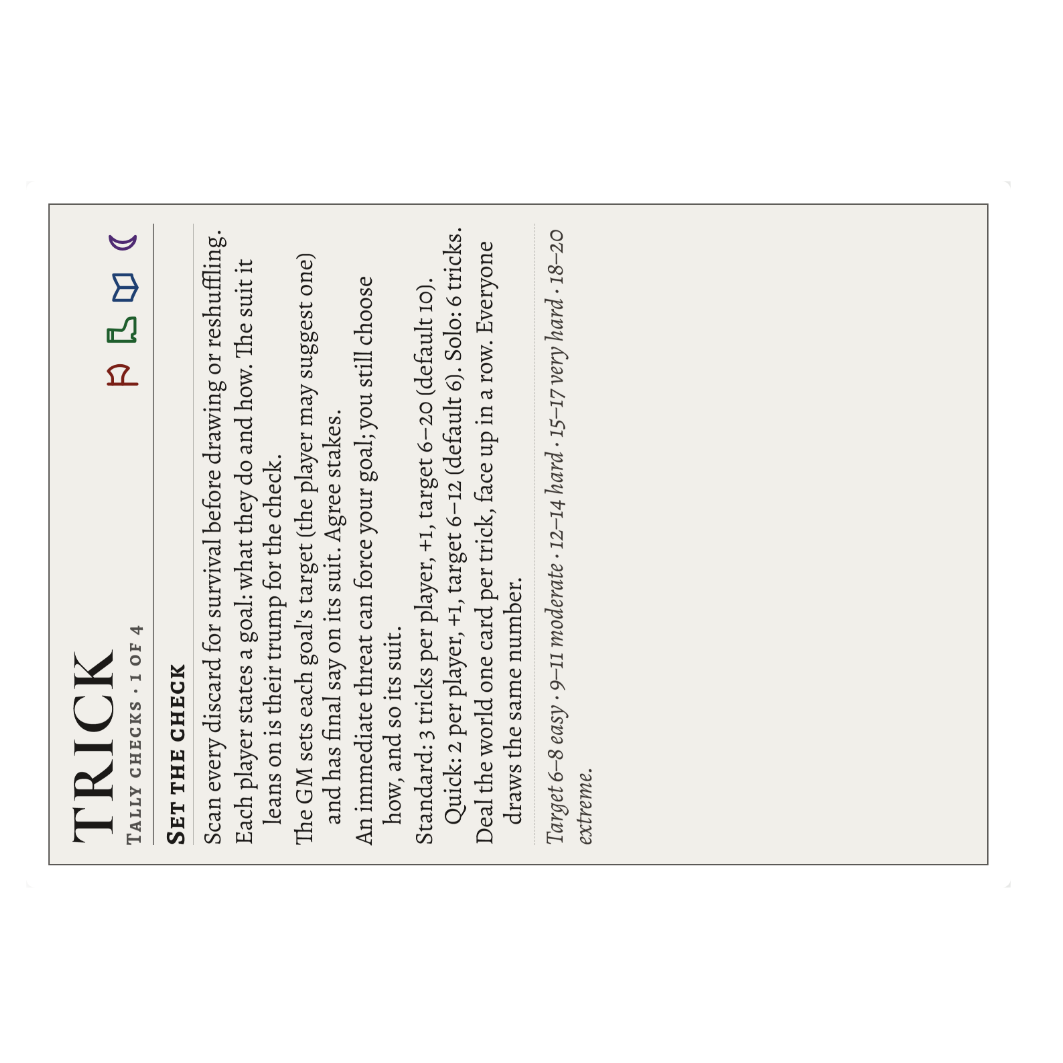 TRICK
TALLY CHECKS · 1 OF 4
SET THE CHECK
Scan every discard for survival before drawing or reshuffling.
Each player states a goal: what they do and how. The suit it
leans on is their trump for the check.
The GM sets each goal's target (the player may suggest one)
and has final say on its suit. Agree stakes.
An immediate threat can force your goal; you still choose
how, and so its suit.
Standard: 3 tricks per player, +1, target 6–20 (default 10).
Quick: 2 per player, +1, target 6–12 (default 6). Solo: 6 tricks.
Deal the world one card per trick, face up in a row. Everyone
draws the same number.
Target 6–8 easy · 9–11 moderate · 12–14 hard · 15–17 very hard · 18–20
extreme.